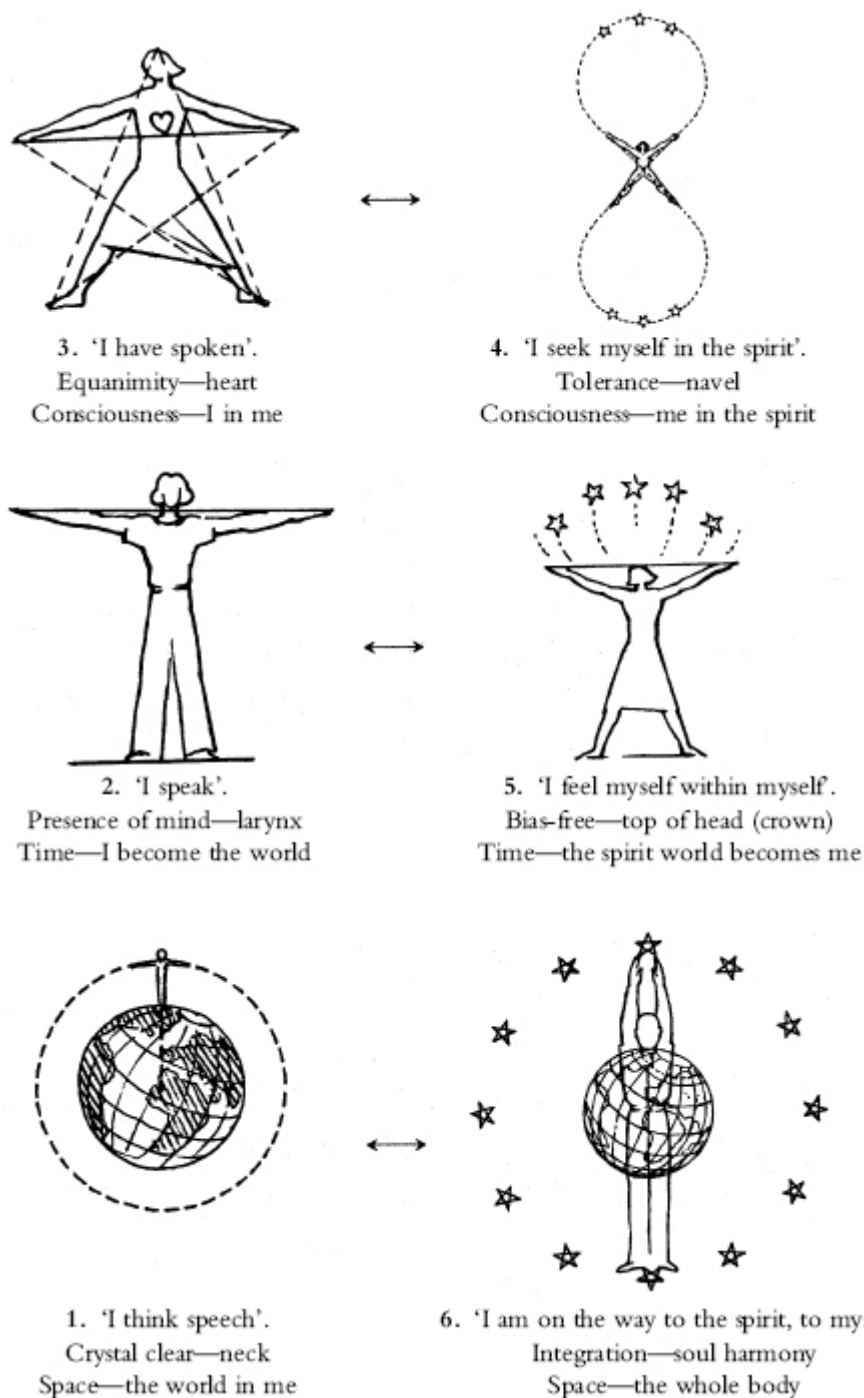 3. ‘I have spoken’.
Equanimity—heart
Consciousness—I in me
4. ‘I seek myself in the spirit’.
Tolerance—navel
Consciousness—me in the spirit
2. ‘I speak’.
Presence of mind—larynx
Time—I become the world
5. ‘I feel myself within myself’.
Bias-free—top of head (crown)
Time—the spirit world becomes me
1. ‘I think speech’.
Crystal clear—neck
Space—the world in me
6. ‘I am on the way to the spirit, to my
Integration—soul harmony
Space—the whole body